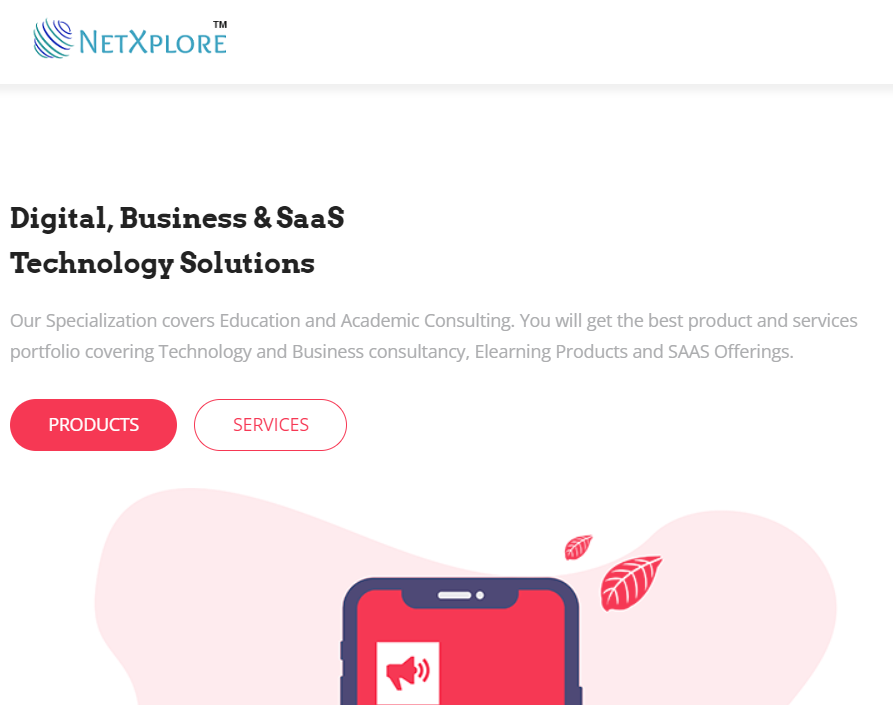 NetXplore™
Digital, Business & SaaS
Technology Solutions
Our Specialization covers Education and Academic Consulting. You will get the best product and services
portfolio covering Technology and Business consultancy, Elearning Products and SAAS Offerings.
PRODUCTS SERVICES